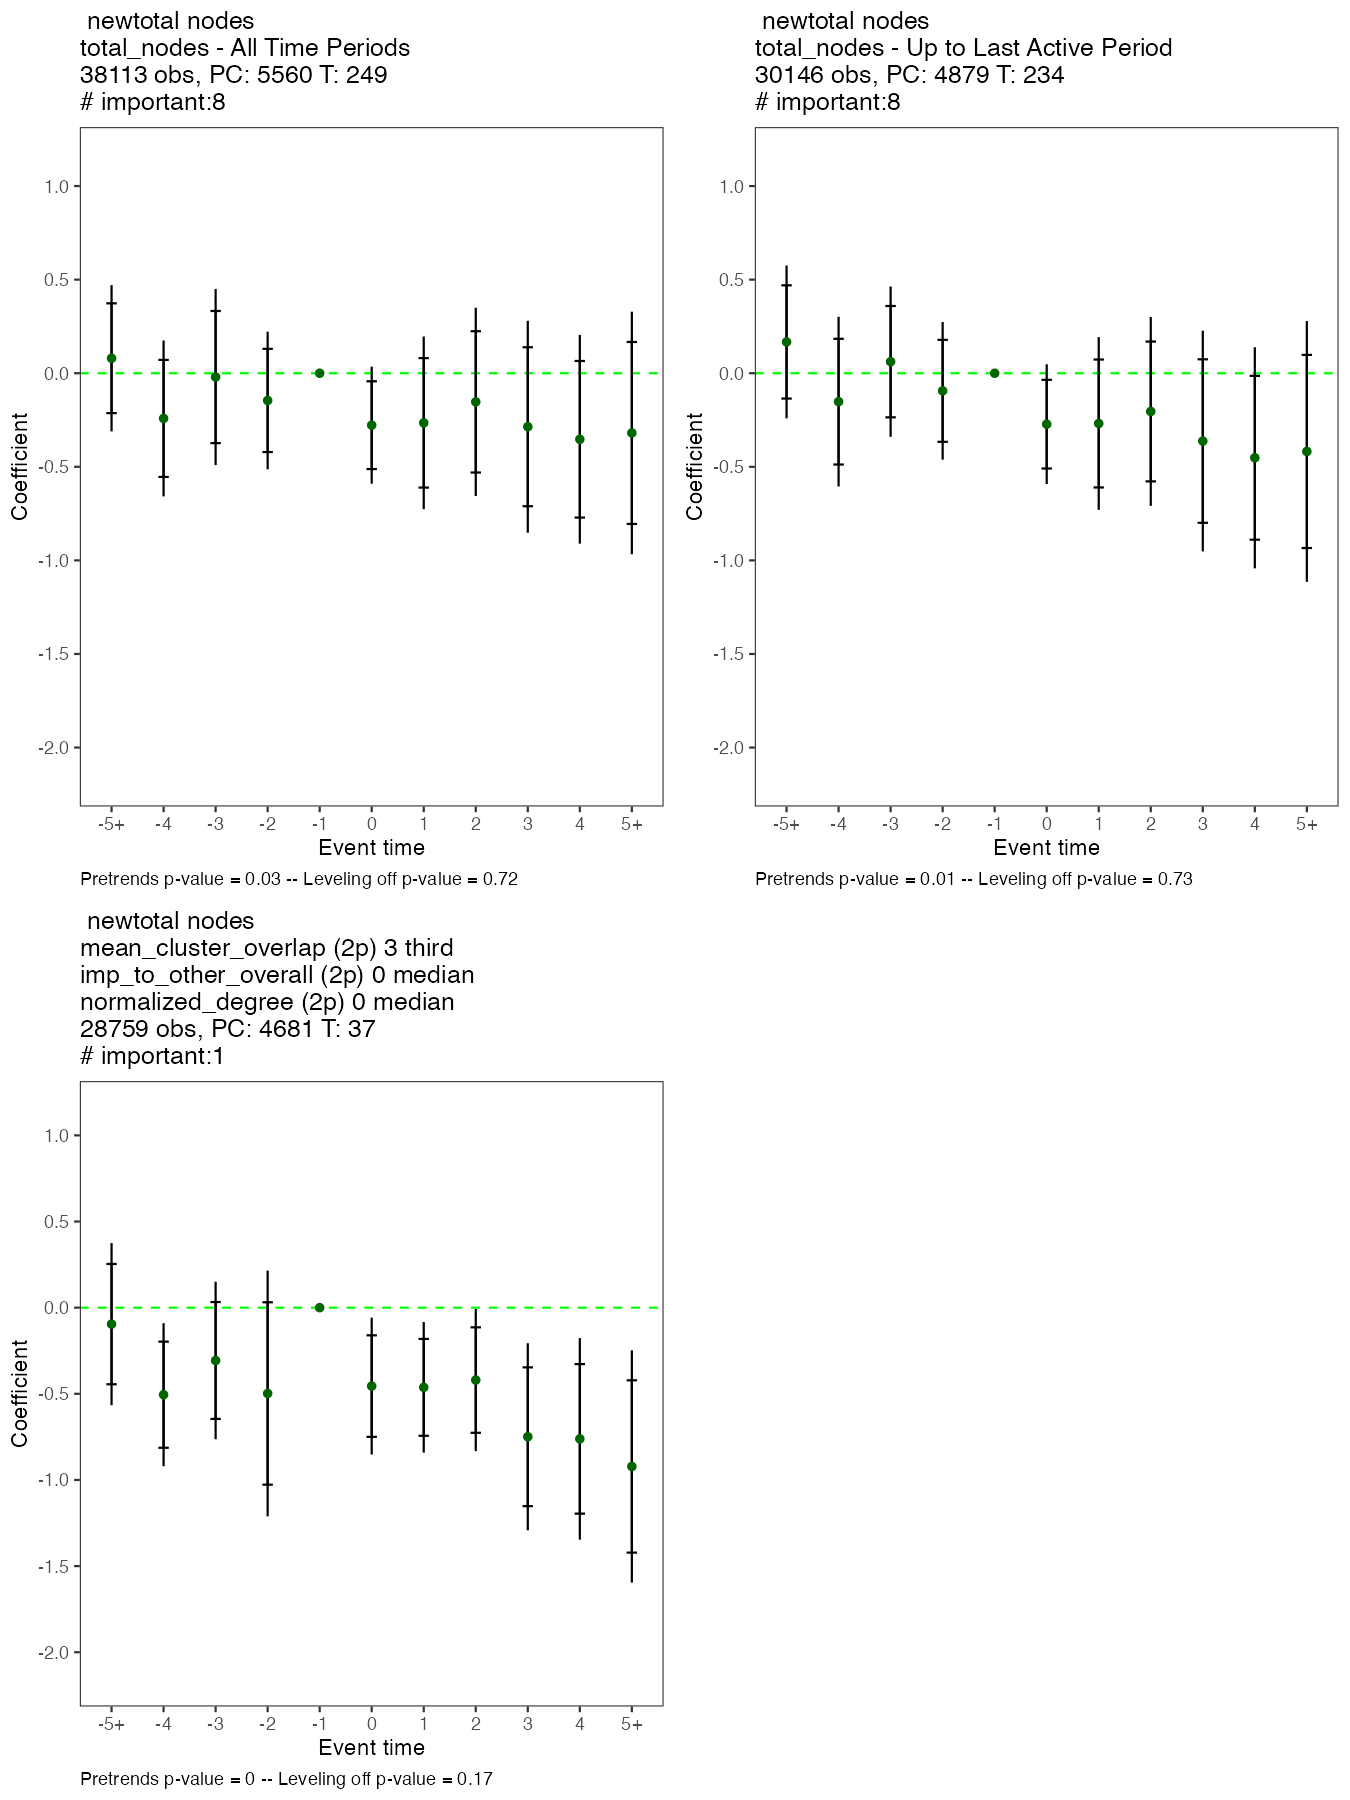 newtotal nodes
total_nodes - All Time Periods
38113 obs, PC: 5560 T: 249
# important:8
1.0
0.5
0.0
-0.5
-1.0
-1.5
-2.0
Coefficient
-5+ -4 -3 -2 -1 0 1 2 3 4 5+
Event time
Pretrends p-value = 0.03 -- Leveling off p-value = 0.72
newtotal nodes
total_nodes - Up to Last Active Period
30146 obs, PC: 4879 T: 234
# important:8
1.0
0.5
0.0
-0.5
-1.0
-1.5
-2.0
Coefficient
-5+ -4 -3 -2 -1 0 1 2 3 4 5+
Event time
Pretrends p-value = 0.01 -- Leveling off p-value = 0.73
newtotal nodes
mean_cluster_overlap (2p) 3 third
imp_to_other_overall (2p) 0 median
normalized_degree (2p) 0 median
28759 obs, PC: 4681 T: 37
# important:1
1.0
0.5
0.0
-0.5
-1.0
-1.5
-2.0
Coefficient
-5+ -4 -3 -2 -1 0 1 2 3 4 5+
Event time
Pretrends p-value = 0 -- Leveling off p-value = 0.17